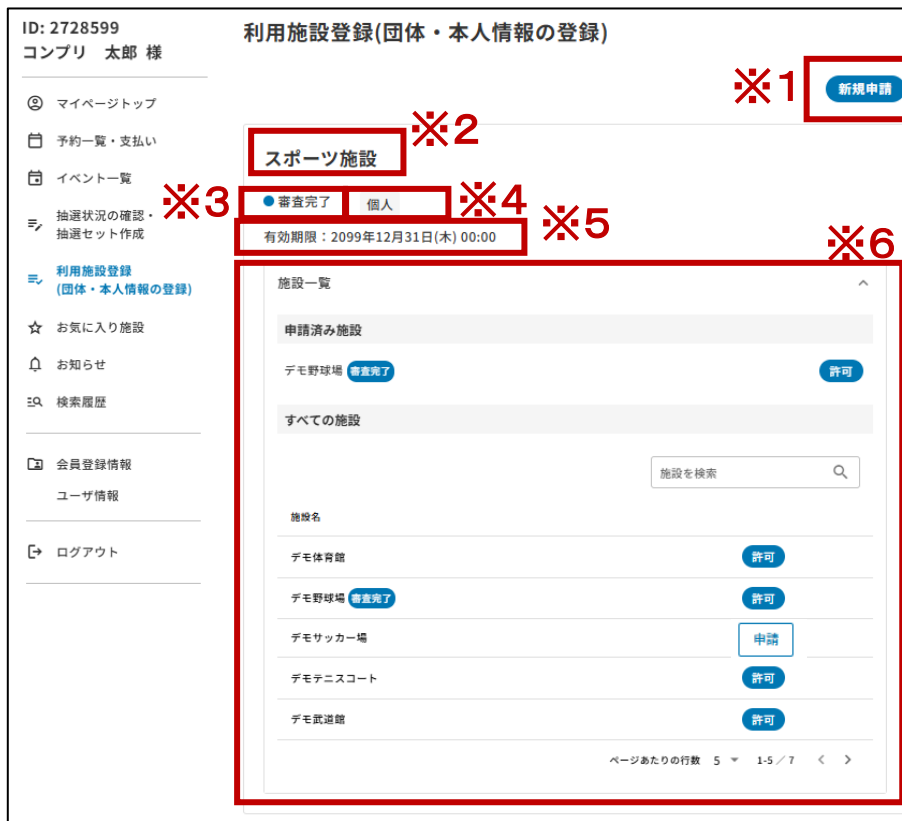 ID: 2728599
コンプリ　太郎 様
マイページトップ
予約一覧・支払い
イベント一覧
抽選状況の確認・
抽選セット作成
利用施設登録
(団体・本人情報の登録)
お気に入り施設
お知らせ
検索履歴
会員登録情報
ユーザ情報
ログアウト
利用施設登録(団体・本人情報の登録)
※1 新規申請
スポーツ施設 ※2
※3 審査完了 個人 ※4
有効期限：2099年12月31日(木) 00:00 ※5
※6
施設一覧
申請済み施設
デモ野球場 審査完了 許可
すべての施設
施設を検索
施設名
デモ体育館 許可
デモ野球場 審査完了 許可
デモサッカー場 申請
デモテニスコート 許可
デモ武道館 許可
ページあたりの行数 5 1-5 / 7